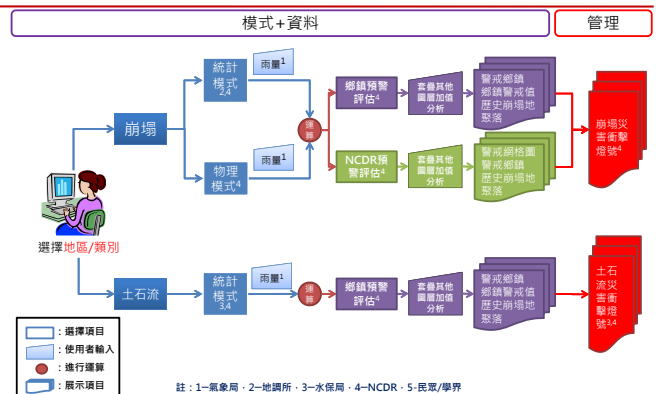 模式+資料
管理
統計
模式
2,4
雨量1
鄉鎮預警
評估4
套疊其他
圖層加值
分析
警戒鄉鎮
鄉鎮警戒值
歷史崩塌地
聚落
崩塌
運
算
崩塌災
害衝擊
燈號4
物理
模式4
雨量1
NCDR預
警評估4
套疊其他
圖層加值
分析
警戒網格圖
警戒鄉鎮
歷史崩塌地
聚落
選擇地區/類別
土石流
統計
模式
3,4
雨量1
運
算
鄉鎮預警
評估4
套疊其他
圖層加值
分析
警戒鄉鎮
鄉鎮警戒值
歷史崩塌地
聚落
土石
流災
害衝
擊燈
號3,4
：選擇項目
：使用者輸入
：進行運算
：展示項目
註：1─氣象局，2─地調所，3─水保局，4─NCDR，5-民眾/學界